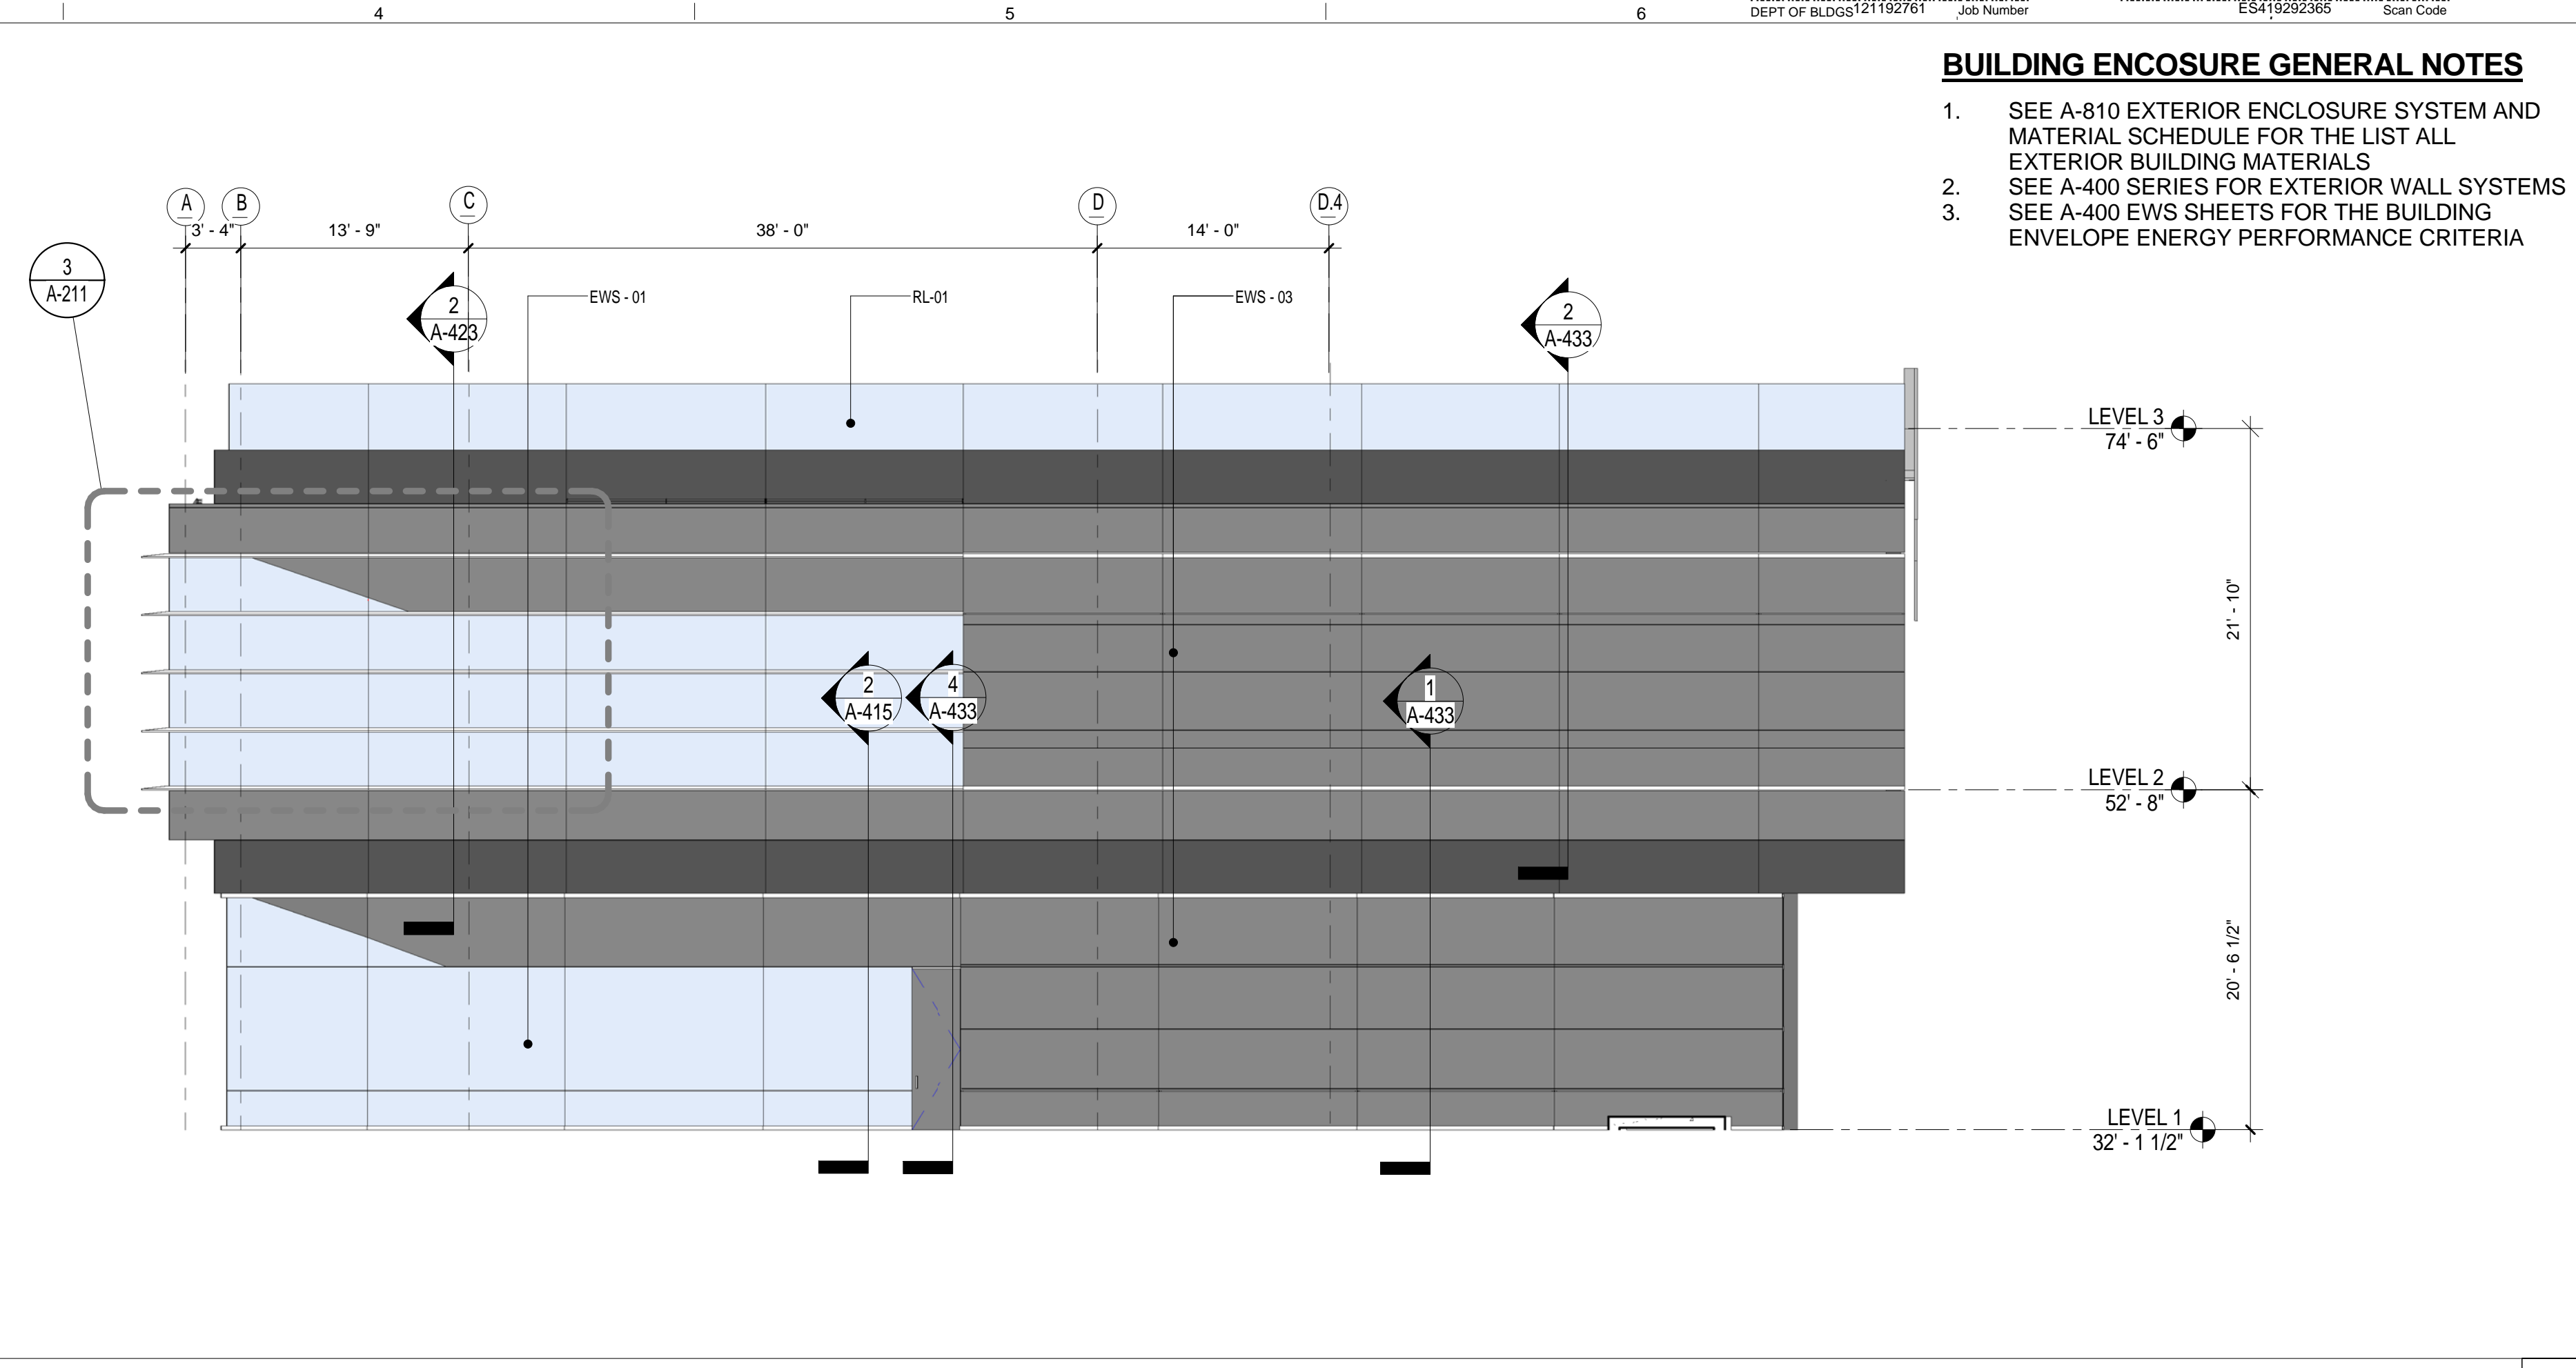 4
5
6
DEPT OF BLDGS121192761 Job Number
ES419292365 Scan Code
BUILDING ENCOSURE GENERAL NOTES
1. SEE A-810 EXTERIOR ENCLOSURE SYSTEM AND
MATERIAL SCHEDULE FOR THE LIST ALL
EXTERIOR BUILDING MATERIALS
2. SEE A-400 SERIES FOR EXTERIOR WALL SYSTEMS
3. SEE A-400 EWS SHEETS FOR THE BUILDING
ENVELOPE ENERGY PERFORMANCE CRITERIA
A
B
C
D
D.4
3' - 4"
13' - 9"
38' - 0"
14' - 0"
3
A-211
EWS - 01
RL-01
EWS - 03
2
A-423
2
A-433
LEVEL 3
74' - 6"
21' - 10"
2
A-415
4
A-433
1
A-433
LEVEL 2
52' - 8"
20' - 6 1/2"
LEVEL 1
32' - 1 1/2"